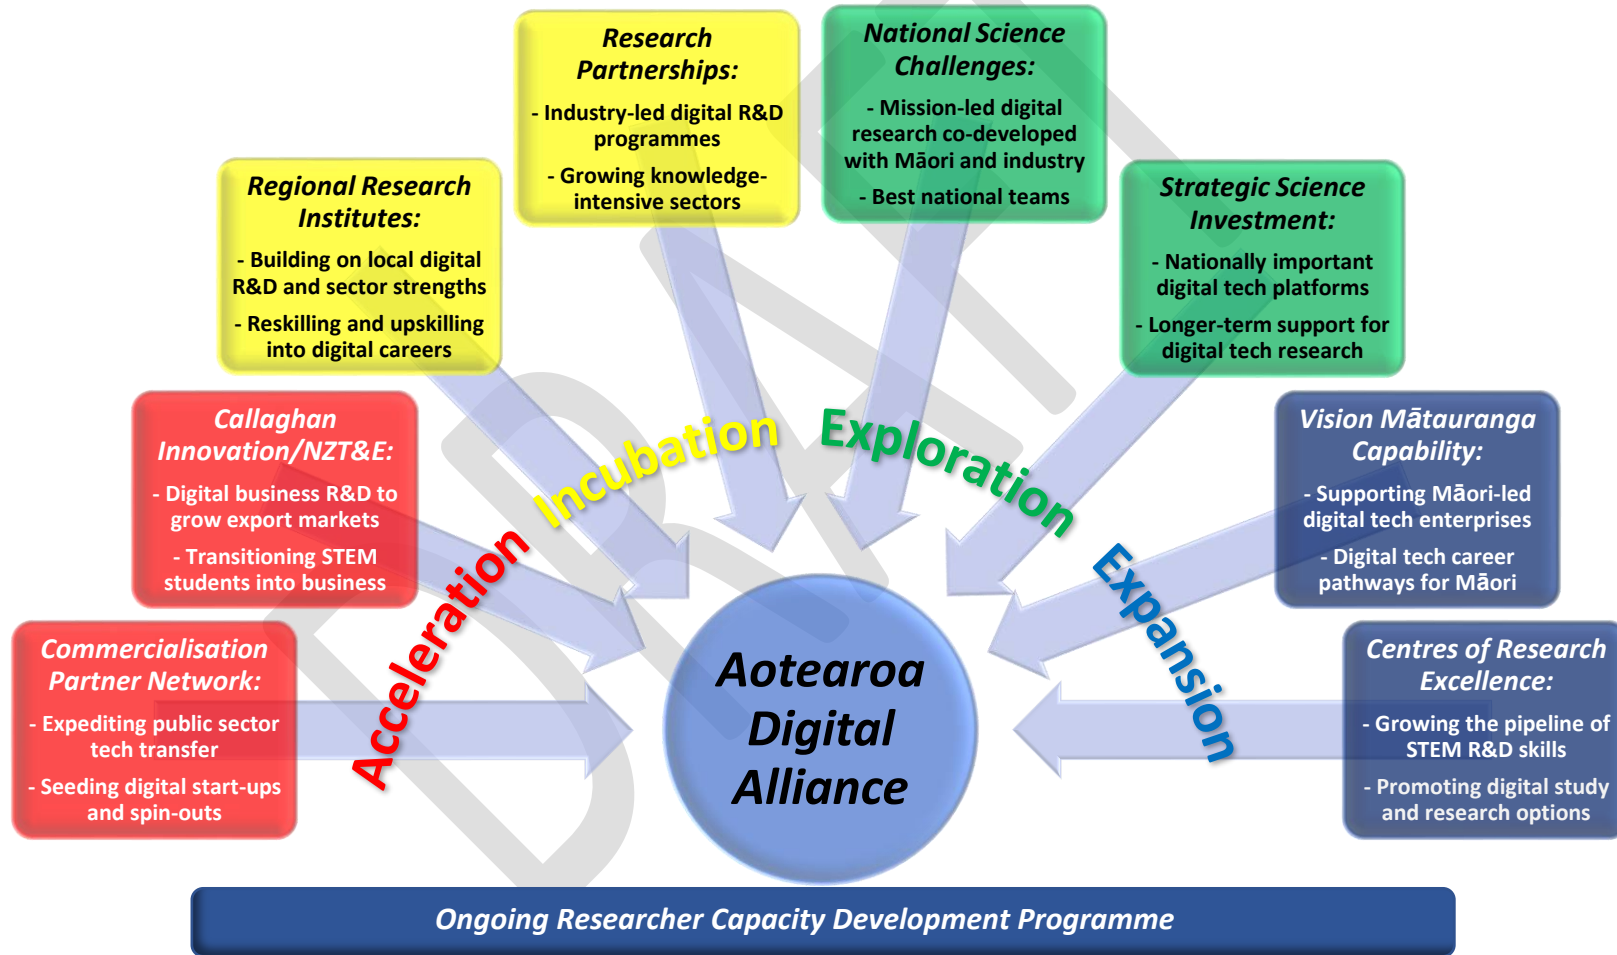 Research
Partnerships:
- Industry-led digital R&D
programmes
- Growing knowledge-
intensive sectors
National Science
Challenges:
- Mission-led digital
research co-developed
with Māori and industry
- Best national teams
Regional Research
Institutes:
- Building on local digital
R&D and sector strengths
- Reskilling and upskilling
into digital careers
Strategic Science
Investment:
- Nationally important
digital tech platforms
- Longer-term support for
digital tech research
Callaghan
Innovation/NZT&E:
- Digital business R&D to
grow export markets
- Transitioning STEM
students into business
Vision Mātauranga
Capability:
- Supporting Māori-led
digital tech enterprises
- Digital tech career
pathways for Māori
Commercialisation
Partner Network:
- Expediting public sector
tech transfer
- Seeding digital start-ups
and spin-outs
Centres of Research
Excellence:
- Growing the pipeline of
STEM R&D skills
- Promoting digital study
and research options
Acceleration
Incubation
Exploration
Expansion
Aotearoa
Digital
Alliance
Ongoing Researcher Capacity Development Programme
DRAFT